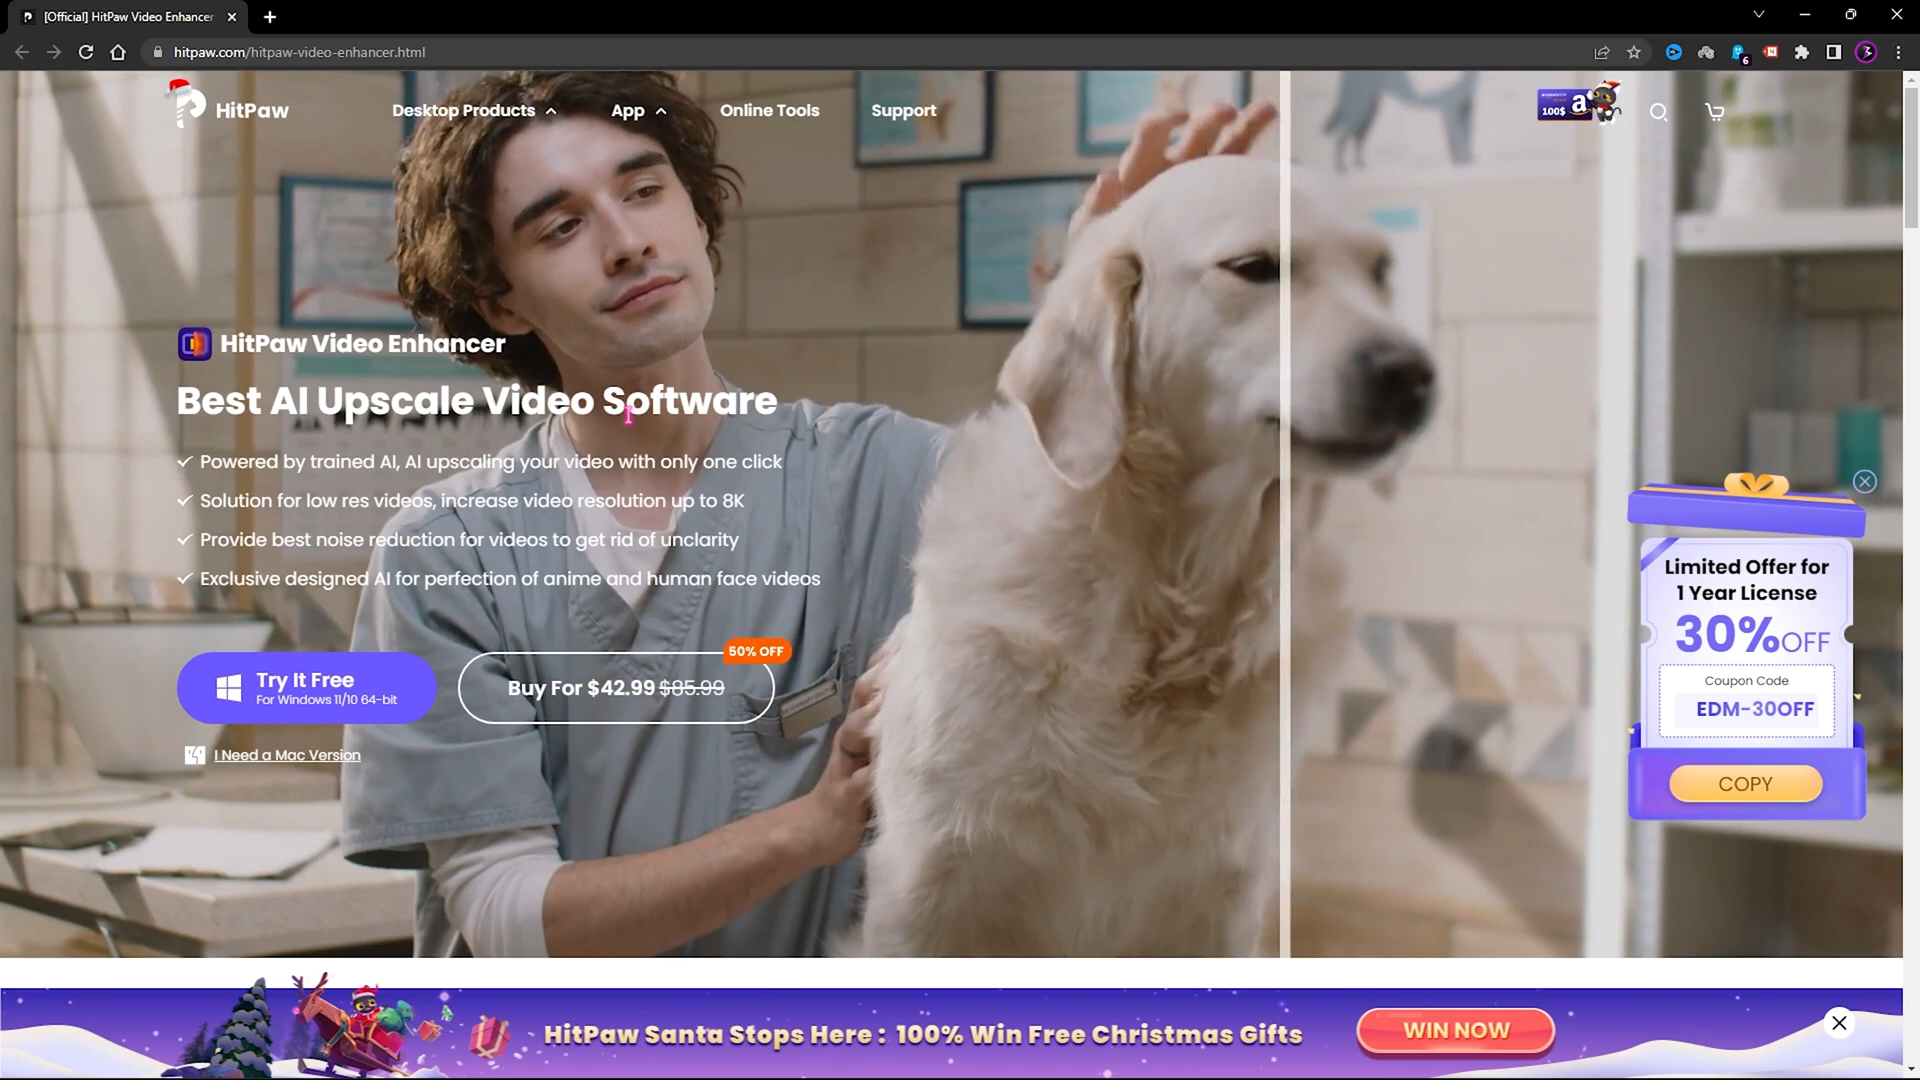 [Official] HitPaw Video Enhancer
hitpaw.com/hitpaw-video-enhancer.html
6
HitPaw
Desktop Products
App
Online Tools
Support
100$
a
HitPaw Video Enhancer
Best AI Upscale Video Software
Powered by trained AI, AI upscaling your video with only one click
Solution for low res videos, increase video resolution up to 8K
Provide best noise reduction for videos to get rid of unclarity
Exclusive designed AI for perfection of anime and human face videos
Try It Free
For Windows 11/10 64-bit
50% OFF
Buy For $42.99 $85.99
I Need a Mac Version
Limited Offer for
1 Year License
30%OFF
Coupon Code
EDM-30OFF
COPY
HitPaw Santa Stops Here : 100% Win Free Christmas Gifts
WIN NOW